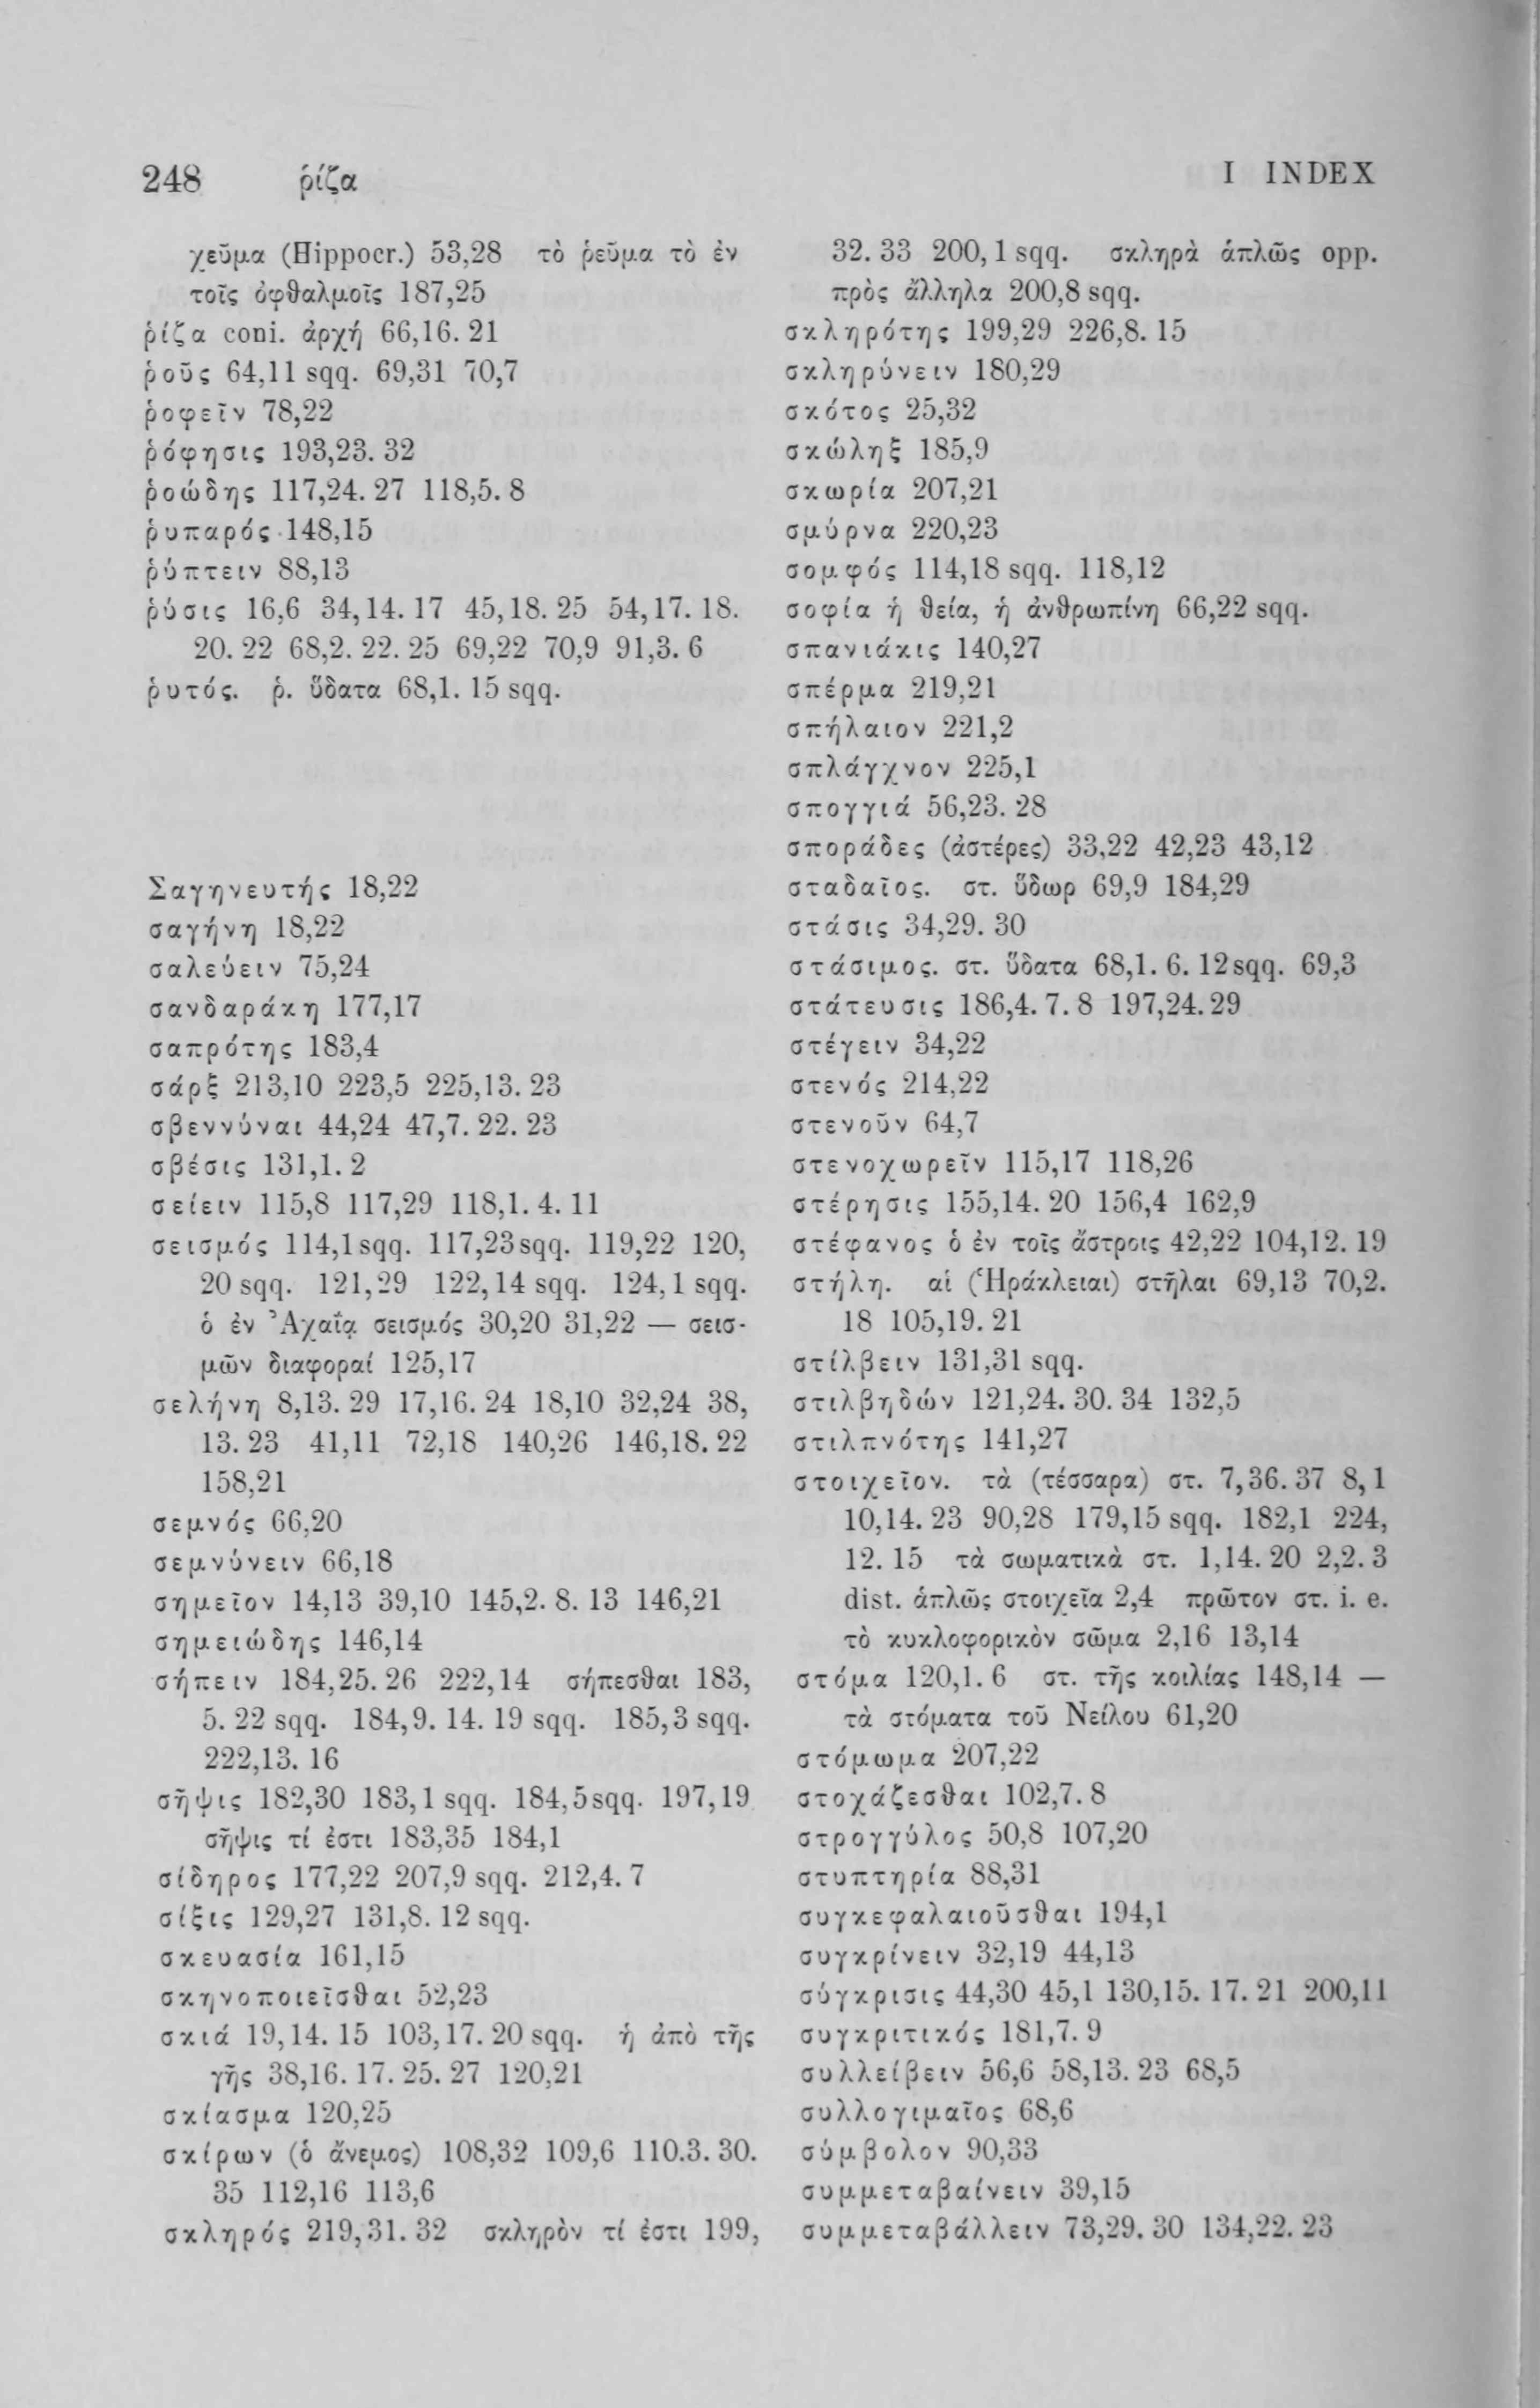 248 ῥίζα
I INDEX
χεῦμα (Hippocr.) 53,28 τὸ ῥεῦμα τὸ ἐν
τοῖς ὀφθαλμοῖς 187,25
ῥίζα coni. ἀρχή 66,16. 21
ῥοῦς 64,11 sqq. 69,31 70,7
ῥοφεῖν 78,22
ῥόφησις 193,23. 32
ῥοώδης 117,24. 27 118,5. 8
ῥυπαρός 148,15
ῥύπτειν 88,13
ῥύσις 16,6 34,14. 17 45,18. 25 54,17. 18.
20. 22 68,2. 22. 25 69,22 70,9 91,3. 6
ῥυτός. ῥ. ὕδατα 68,1. 15 sqq.
Σαγηνευτής 18,22
σαγήνη 18,22
σαλεύειν 75,24
σανδαράκη 177,17
σαπρότης 183,4
σάρξ 213,10 223,5 225,13. 23
σβεννύναι 44,24 47,7. 22. 23
σβέσις 131,1. 2
σείειν 115,8 117,29 118,1. 4. 11
σεισμός 114,1 sqq. 117,23 sqq. 119,22 120,
20 sqq. 121,29 122,14 sqq. 124,1 sqq.
ὁ ἐν Ἀχαΐᾳ σεισμός 30,20 31,22 — σεισ-
μῶν διαφοραί 125,17
σελήνη 8,13. 29 17,16. 24 18,10 32,24 38,
13. 23 41,11 72,18 140,26 146,18. 22
158,21
σεμνός 66,20
σεμνύνειν 66,18
σημεῖον 14,13 39,10 145,2. 8. 13 146,21
σημειώδης 146,14
σήπειν 184,25. 26 222,14 σήπεσθαι 183,
5. 22 sqq. 184,9. 14. 19 sqq. 185,3 sqq.
222,13. 16
σῆψις 182,30 183,1 sqq. 184,5 sqq. 197,19
σῆψις τί ἐστι 183,35 184,1
σίδηρος 177,22 207,9 sqq. 212,4. 7
σίξις 129,27 131,8. 12 sqq.
σκευασία 161,15
σκηνοποιεῖσθαι 52,23
σκιά 19,14. 15 103,17. 20 sqq. ἡ ἀπὸ τῆς
γῆς 38,16. 17. 25. 27 120,21
σκίασμα 120,25
σκίρων (ὁ ἄνεμος) 108,32 109,6 110.3. 30.
35 112,16 113,6
σκληρός 219,31. 32 σκληρὸν τί ἐστι 199,
32. 33 200,1 sqq. σκληρὰ ἁπλῶς opp.
πρὸς ἄλληλα 200,8 sqq.
σκληρότης 199,29 226,8. 15
σκληρύνειν 180,29
σκότος 25,32
σκώληξ 185,9
σκωρία 207,21
σμύρνα 220,23
σομφός 114,18 sqq. 118,12
σοφία ἡ θεία, ἡ ἀνθρωπίνη 66,22 sqq.
σπανιάκις 140,27
σπέρμα 219,21
σπήλαιον 221,2
σπλάγχνον 225,1
σπογγιά 56,23. 28
σποράδες (ἀστέρες) 33,22 42,23 43,12
σταδαῖος. στ. ὕδωρ 69,9 184,29
στάσις 34,29. 30
στάσιμος. στ. ὕδατα 68,1. 6. 12 sqq. 69,3
στάτευσις 186,4. 7. 8 197,24. 29
στέγειν 34,22
στενός 214,22
στενοῦν 64,7
στενοχωρεῖν 115,17 118,26
στέρησις 155,14. 20 156,4 162,9
στέφανος ὁ ἐν τοῖς ἄστροις 42,22 104,12. 19
στήλη. αἱ (Ἡράκλειαι) στῆλαι 69,13 70,2.
18 105,19. 21
στίλβειν 131,31 sqq.
στιλβηδών 121,24. 30. 34 132,5
στιλπνότης 141,27
στοιχεῖον. τὰ (τέσσαρα) στ. 7,36. 37 8,1
10,14. 23 90,28 179,15 sqq. 182,1 224,
12. 15 τὰ σωματικὰ στ. 1,14. 20 2,2. 3
dist. ἁπλῶς στοιχεῖα 2,4 πρῶτον στ. i. e.
τὸ κυκλοφορικὸν σῶμα 2,16 13,14
στόμα 120,1. 6 στ. τῆς κοιλίας 148,14 —
τὰ στόματα τοῦ Νείλου 61,20
στόμωμα 207,22
στοχάζεσθαι 102,7. 8
στρογγύλος 50,8 107,20
στυπτηρία 88,31
συγκεφαλαιοῦσθαι 194,1
συγκρίνειν 32,19 44,13
σύγκρισις 44,30 45,1 130,15. 17. 21 200,11
συγκριτικός 181,7. 9
συλλείβειν 56,6 58,13. 23 68,5
συλλογιμαῖος 68,6
σύμβολον 90,33
συμμεταβαίνειν 39,15
συμμεταβάλλειν 73,29. 30 134,22. 23